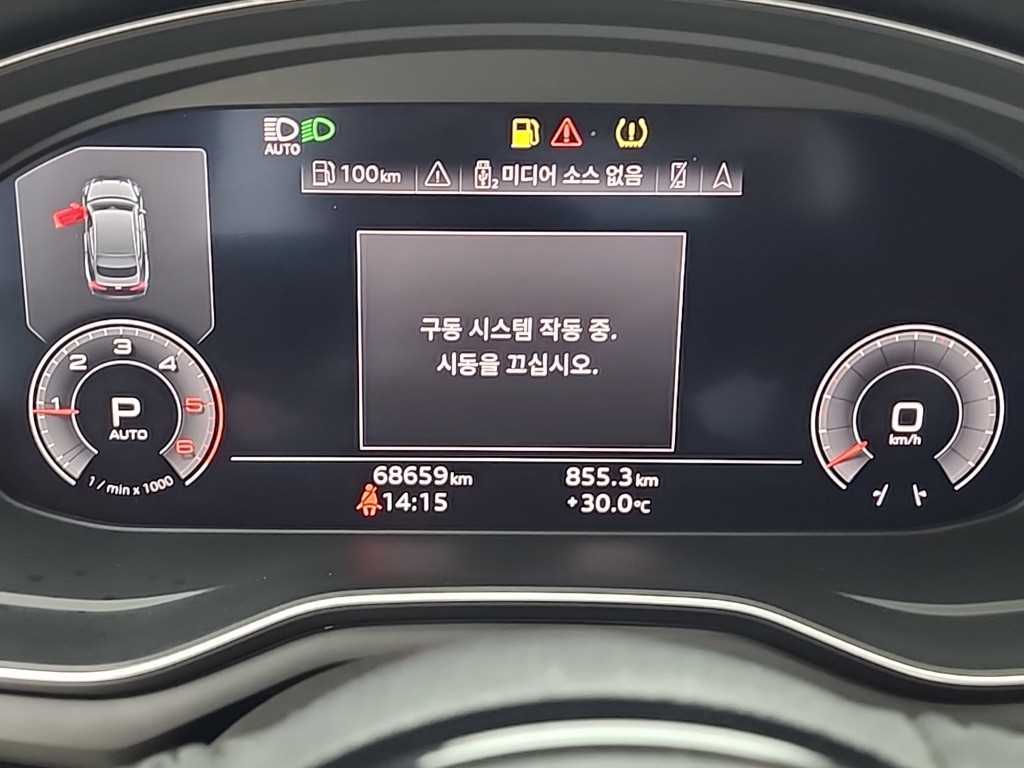 AUTO
100km
2 미디어 소스 없음
구동 시스템 작동 중.
시동을 끄십시오.
1 2 3 4 5 6
P
AUTO
1 / min x 1000
0
km/h
68659km
855.3km
14:15
+30.0°C